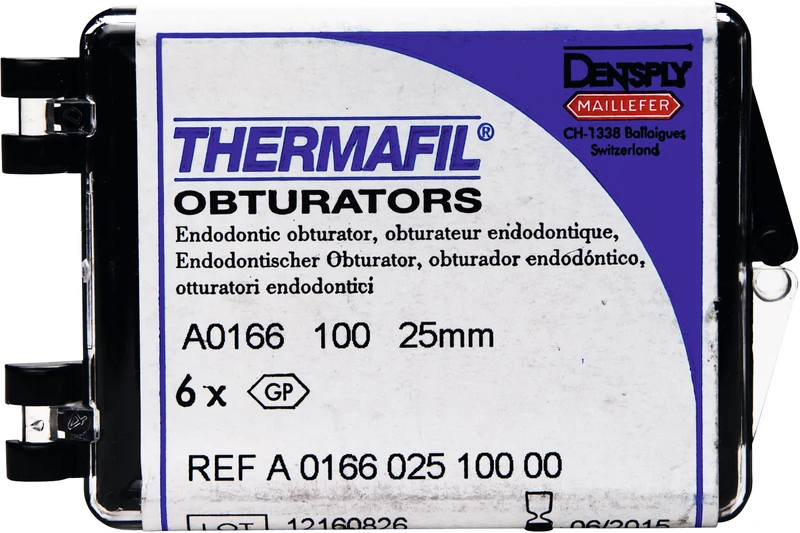 DENTSPLY
MAILLEFER
CH-1338 Ballaigues
Switzerland
THERMAFIL®
OBTURATORS
Endodontic obturator, obturateur endodontique,
Endodontischer Obturator, obturador endodóntico,
otturatori endodontici
A0166 100 25mm
6 x GP
REF A 0166 025 100 00
LOT 12160826 06/2015